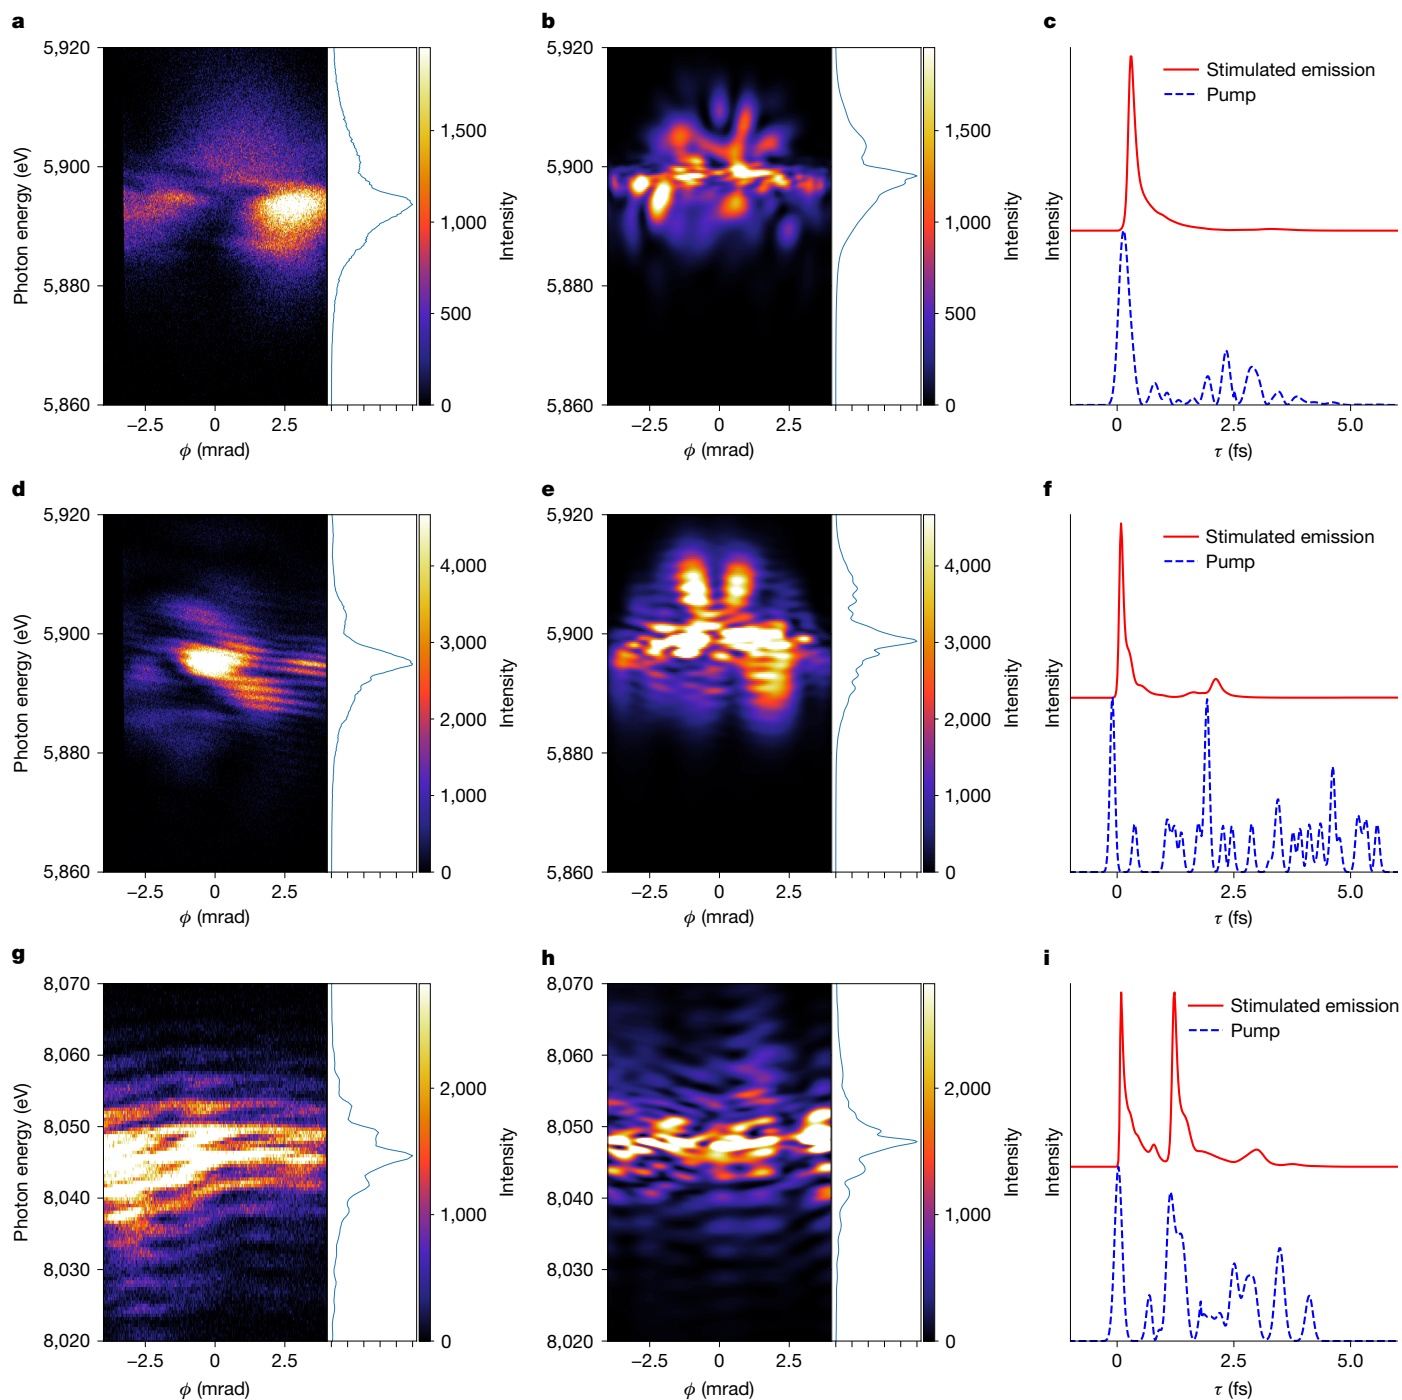 a
5,920
5,900
5,880
5,860
Photon energy (eV)
−2.5 0 2.5
ϕ (mrad)
1,500
1,000
500
0
Intensity
b
5,920
5,900
5,880
5,860
−2.5 0 2.5
ϕ (mrad)
1,500
1,000
500
0
Intensity
c
Stimulated emission
Pump
Intensity
0 2.5 5.0
τ (fs)
d
5,920
5,900
5,880
5,860
Photon energy (eV)
−2.5 0 2.5
ϕ (mrad)
4,000
3,000
2,000
1,000
0
Intensity
e
5,920
5,900
5,880
5,860
−2.5 0 2.5
ϕ (mrad)
4,000
3,000
2,000
1,000
0
Intensity
f
Stimulated emission
Pump
Intensity
0 2.5 5.0
τ (fs)
g
8,070
8,060
8,050
8,040
8,030
8,020
Photon energy (eV)
−2.5 0 2.5
ϕ (mrad)
2,000
1,000
0
Intensity
h
8,070
8,060
8,050
8,040
8,030
8,020
−2.5 0 2.5
ϕ (mrad)
2,000
1,000
0
Intensity
i
Stimulated emission
Pump
Intensity
0 2.5 5.0
τ (fs)